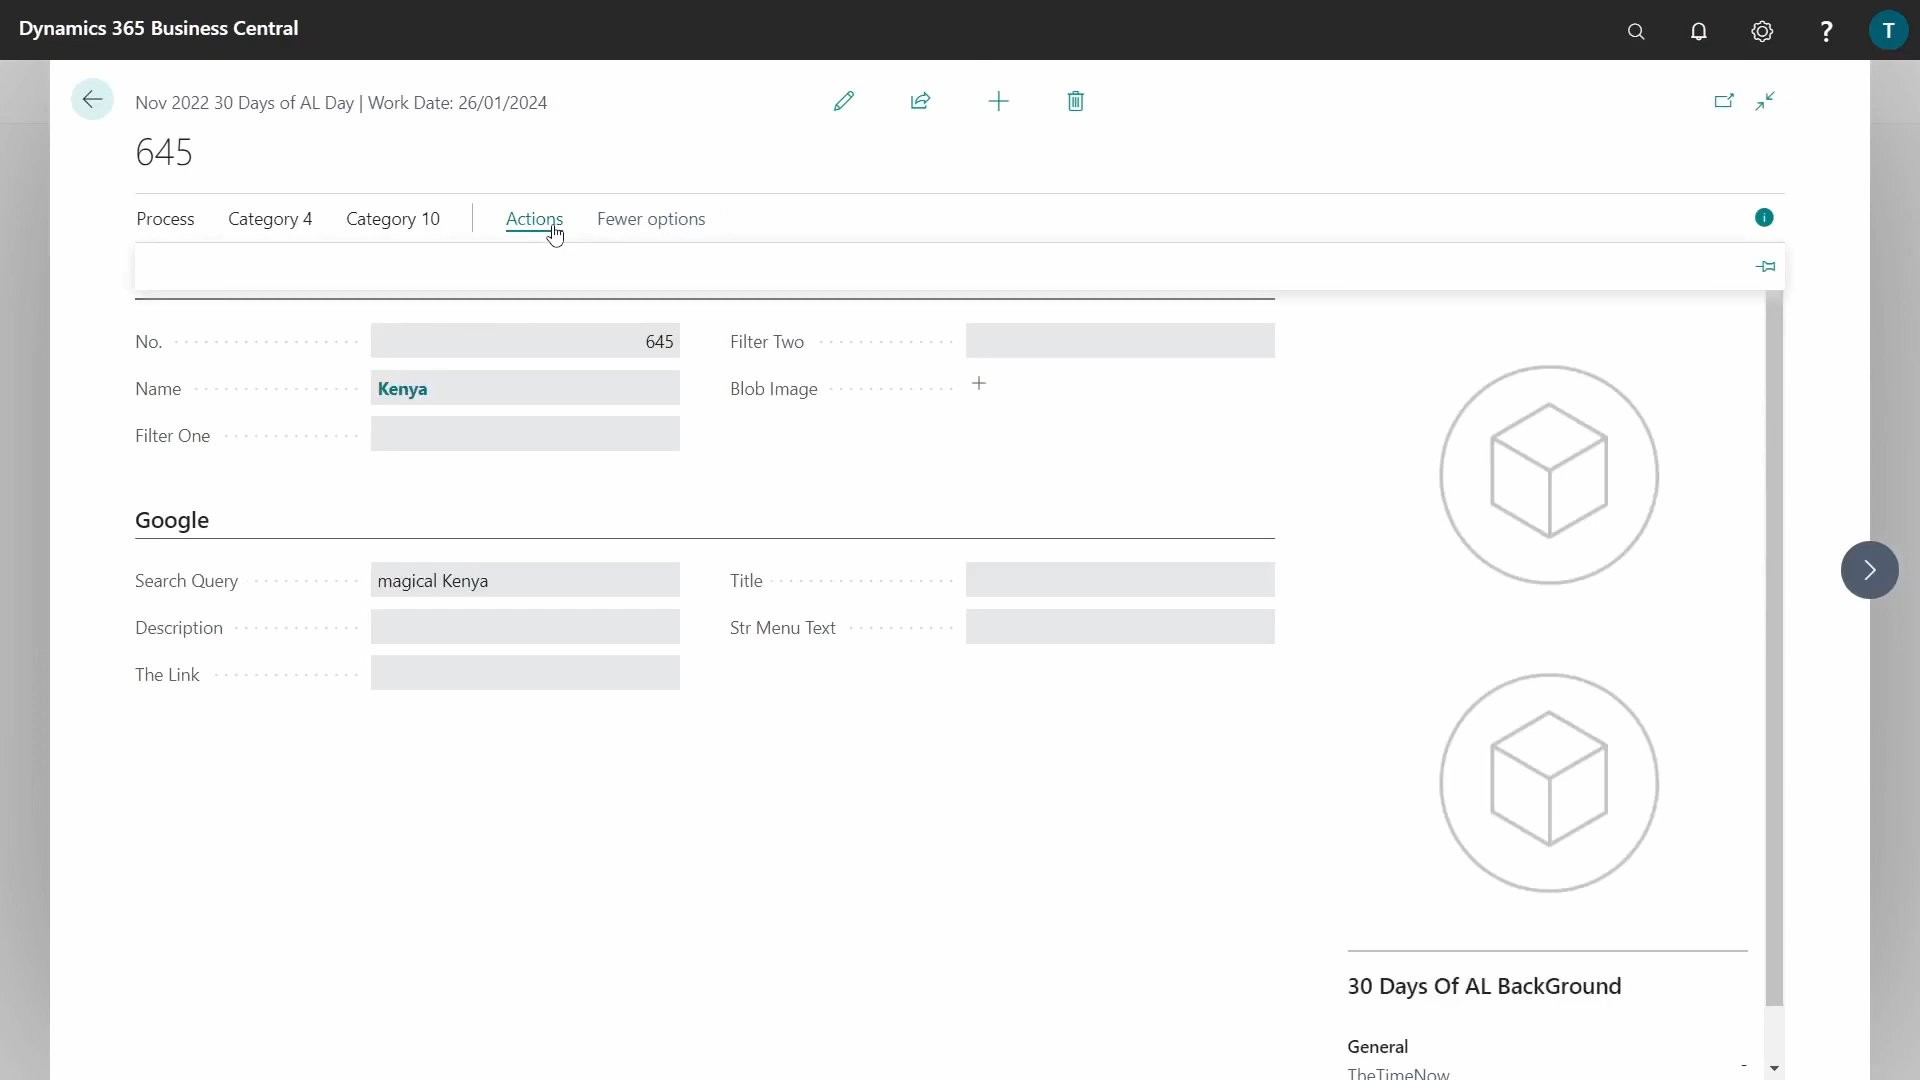 Dynamics 365 Business Central
T
Nov 2022 30 Days of AL Day | Work Date: 26/01/2024
645
Process Category 4 Category 10 Actions Fewer options
No. 645 Filter Two
Name Kenya Blob Image
Filter One
Google
Search Query magical Kenya Title
Description Str Menu Text
The Link
30 Days Of AL BackGround
General
TheTimeNow